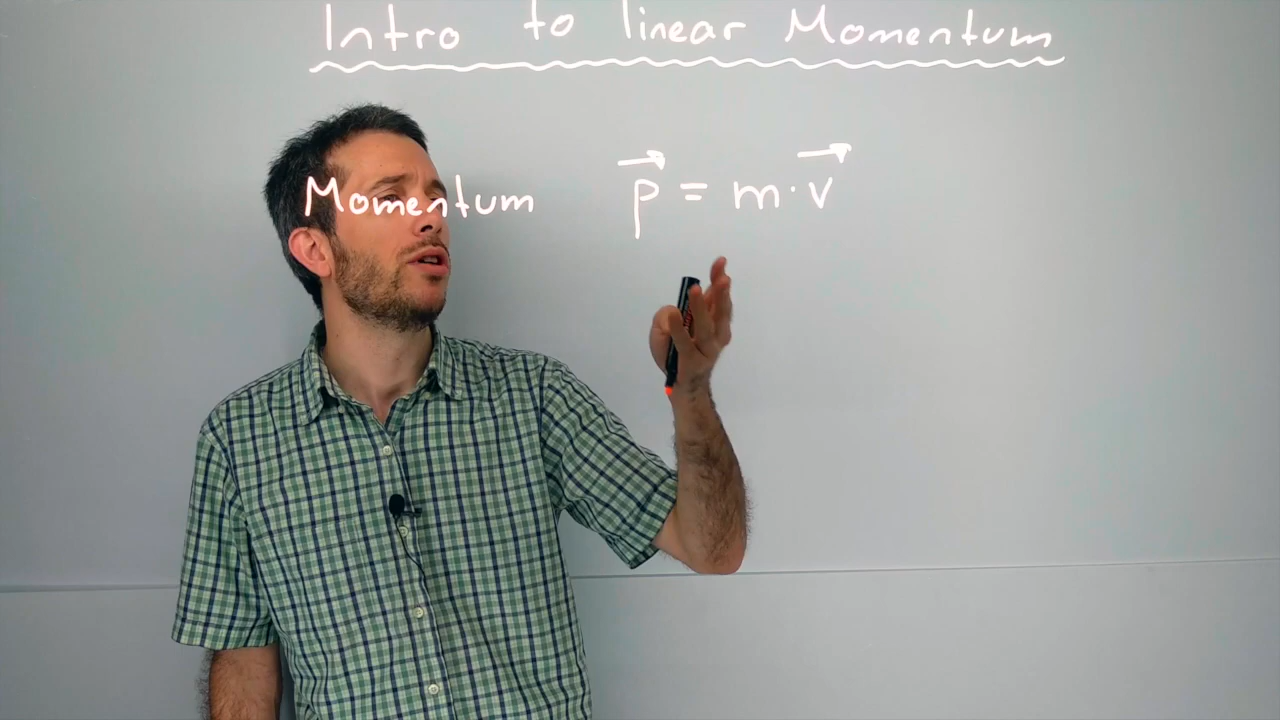 Intro to linear Momentum
Momentum p⃗ = m · v⃗